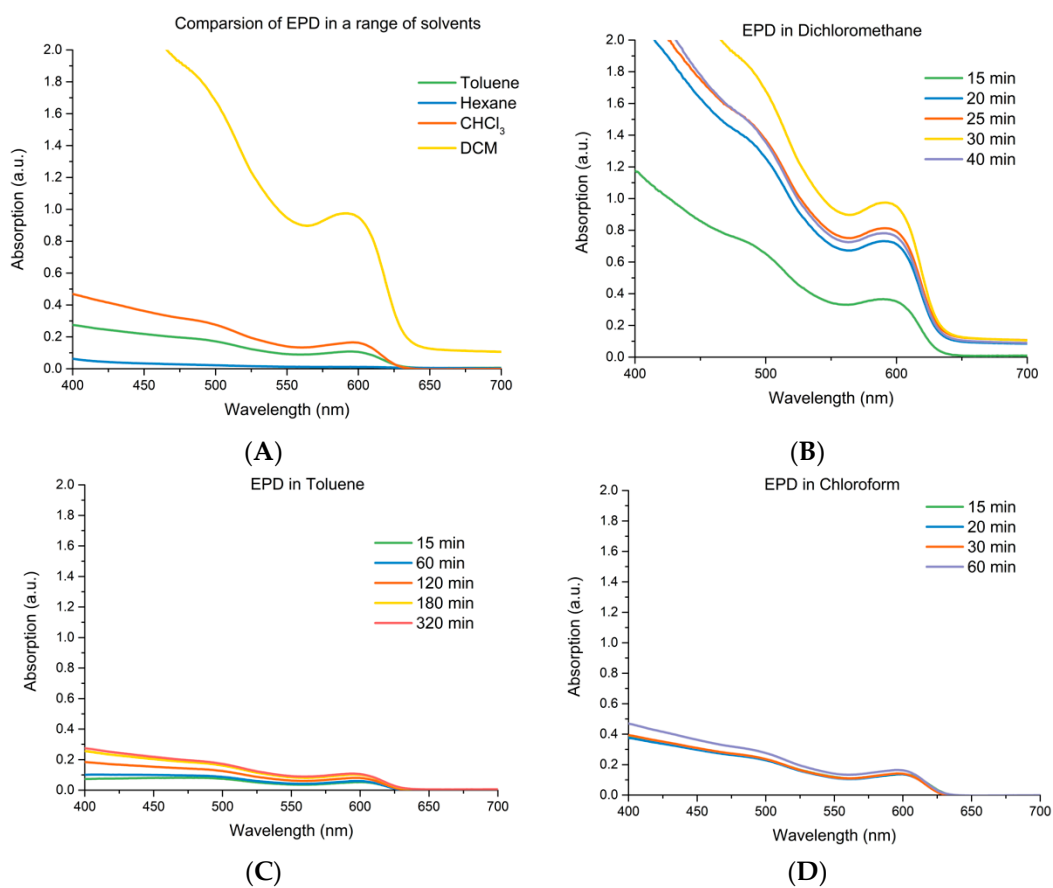 Comparsion of EPD in a range of solvents
2.0
1.8
1.6
1.4
1.2
1.0
0.8
0.6
0.4
0.2
0.0
Absorption (a.u.)
Toluene
Hexane
CHCl3
DCM
400 450 500 550 600 650 700
Wavelength (nm)
(A)
EPD in Dichloromethane
2.0
1.8
1.6
1.4
1.2
1.0
0.8
0.6
0.4
0.2
0.0
Absorption (a.u.)
15 min
20 min
25 min
30 min
40 min
400 500 600 700
Wavelength (nm)
(B)
EPD in Toluene
2.0
1.8
1.6
1.4
1.2
1.0
0.8
0.6
0.4
0.2
0.0
Absorption (a.u.)
15 min
60 min
120 min
180 min
320 min
400 450 500 550 600 650 700
Wavelength (nm)
(C)
EPD in Chloroform
2.0
1.8
1.6
1.4
1.2
1.0
0.8
0.6
0.4
0.2
0.0
Absorption (a.u.)
15 min
20 min
30 min
60 min
400 450 500 550 600 650 700
Wavelength (nm)
(D)